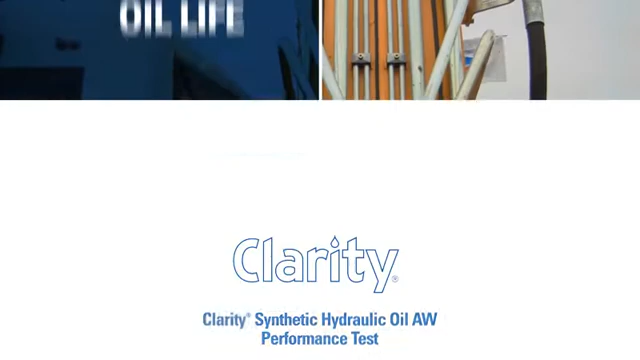 OIL LIFE
Clarity®
Clarity® Synthetic Hydraulic Oil AW
Performance Test